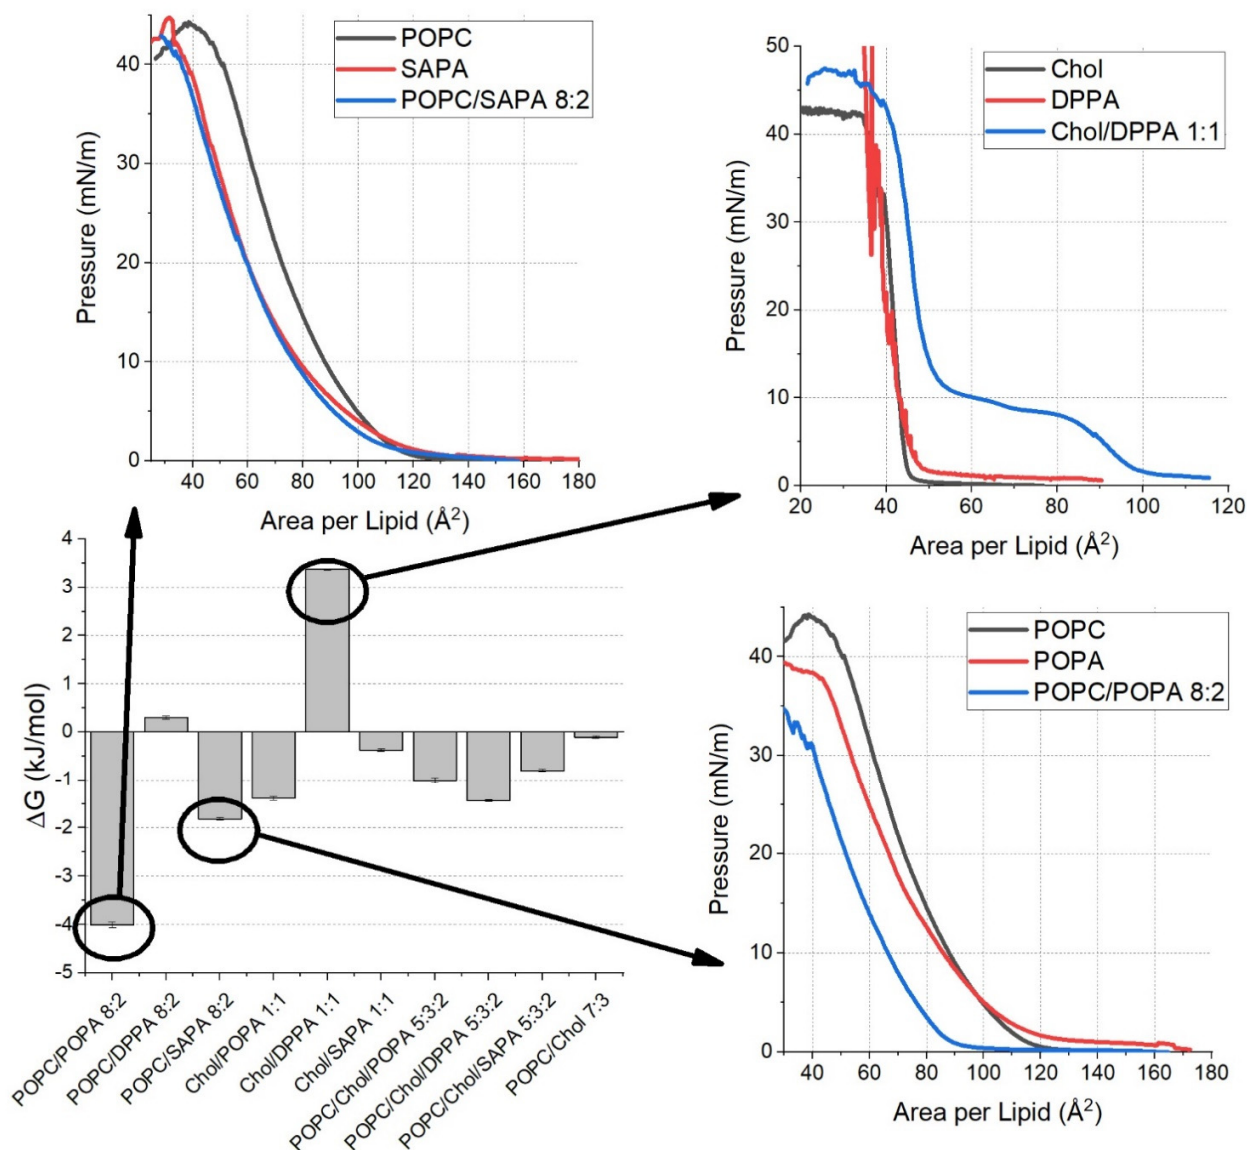 POPC
SAPA
POPC/SAPA 8:2
Pressure (mN/m)
40
30
20
10
0
40 60 80 100 120 140 160 180
Area per Lipid (Å²)
Chol
DPPA
Chol/DPPA 1:1
Pressure (mN/m)
50
40
30
20
10
0
20 40 60 80 100 120
Area per Lipid (Å²)
ΔG (kJ/mol)
4
3
2
1
0
-1
-2
-3
-4
-5
POPC/POPA 8:2
POPC/DPPA 8:2
POPC/SAPA 8:2
Chol/POPA 1:1
Chol/DPPA 1:1
Chol/SAPA 1:1
POPC/Chol/POPA 5:3:2
POPC/Chol/DPPA 5:3:2
POPC/Chol/SAPA 5:3:2
POPC/Chol 7:3
POPC
POPA
POPC/POPA 8:2
Pressure (mN/m)
40
30
20
10
0
40 60 80 100 120 140 160 180
Area per Lipid (Å²)